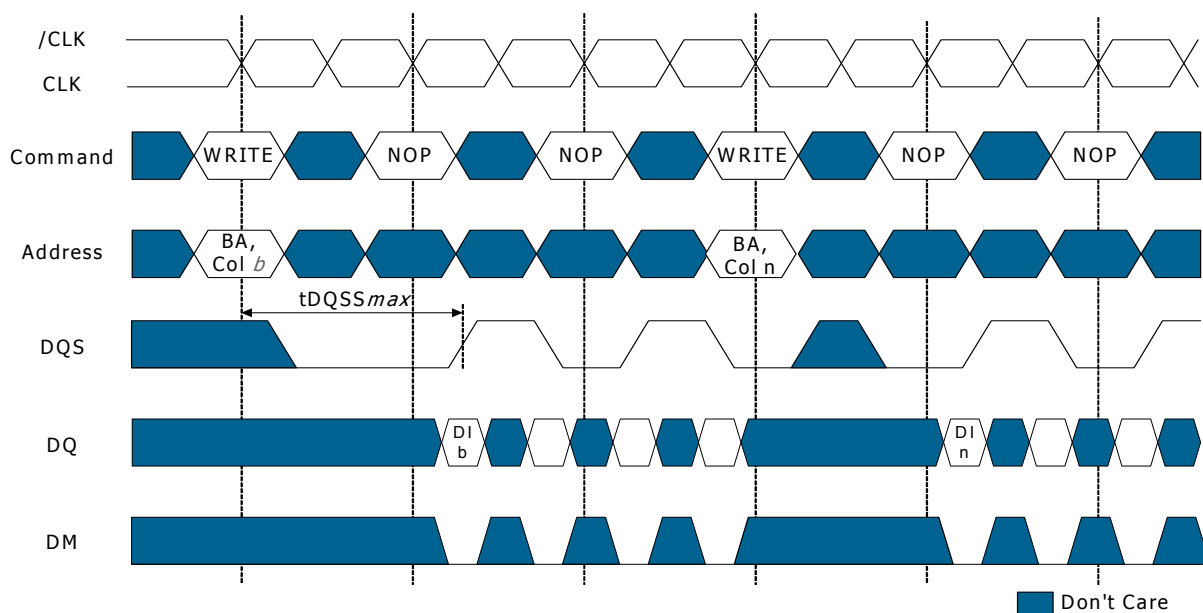 /CLK
CLK
Command
WRITE
NOP
NOP
WRITE
NOP
NOP
Address
BA,
Col b
BA,
Col n
tDQSSmax
DQS
DQ
DI
b
DI
n
DM
Don't Care